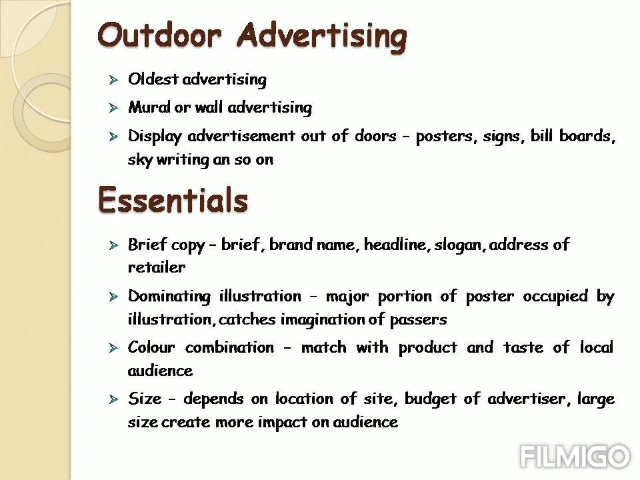 Outdoor Advertising
➢ Oldest advertising
➢ Mural or wall advertising
➢ Display advertisement out of doors – posters, signs, bill boards,
sky writing an so on
Essentials
➢ Brief copy – brief, brand name, headline, slogan, address of
retailer
➢ Dominating illustration – major portion of poster occupied by
illustration, catches imagination of passers
➢ Colour combination – match with product and taste of local
audience
➢ Size – depends on location of site, budget of advertiser, large
size create more impact on audience
FILMIGO